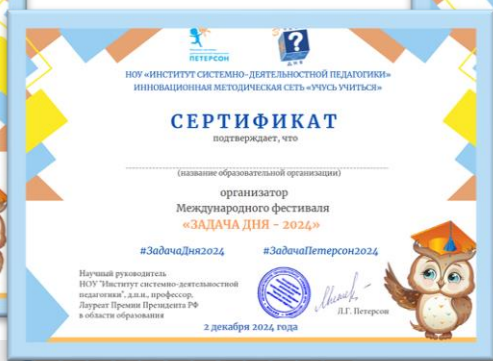 ПЕТЕРСОН
?
ДНЯ
НОУ «ИНСТИТУТ СИСТЕМНО-ДЕЯТЕЛЬНОСТНОЙ ПЕДАГОГИКИ»
ИННОВАЦИОННАЯ МЕТОДИЧЕСКАЯ СЕТЬ «УЧУСЬ УЧИТЬСЯ»
СЕРТИФИКАТ
подтверждает, что
(название образовательной организации)
организатор
Международного фестиваля
«ЗАДАЧА ДНЯ - 2024»
#ЗадачаДня2024 #ЗадачаПетерсон2024
Научный руководитель
НОУ "Институт системно-деятельностной
педагогики", д.п.н., профессор,
Лауреат Премии Президента РФ
в области образования
Л.Г. Петерсон
2 декабря 2024 года